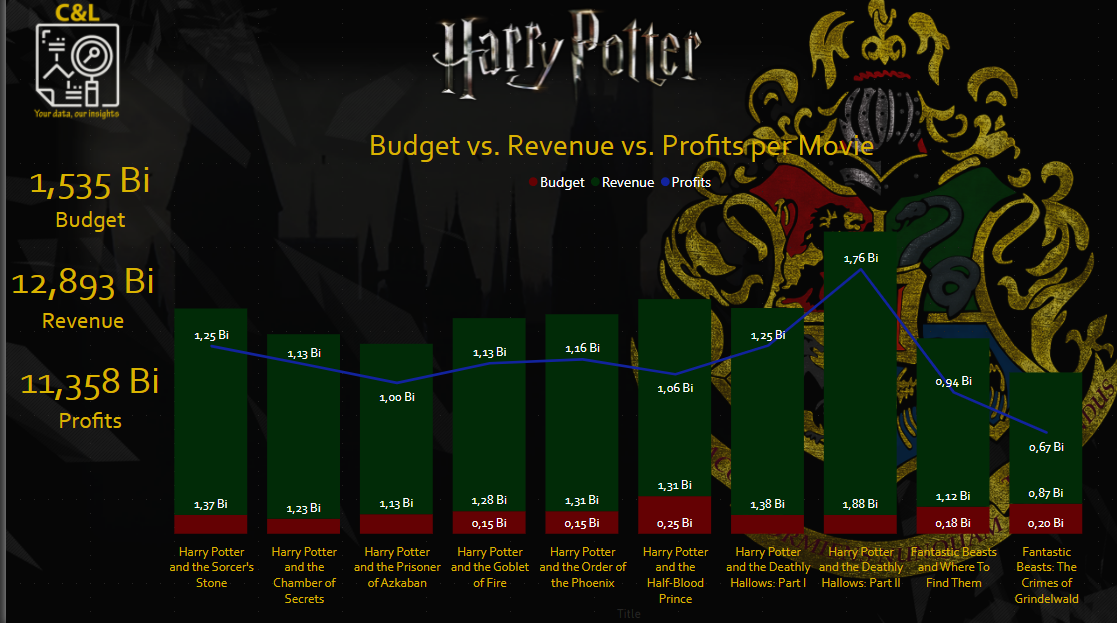 C&L
Your data, our insights
Harry Potter
Budget vs. Revenue vs. Profits per Movie
Budget Revenue Profits
1,535 Bi
Budget
12,893 Bi
Revenue
11,358 Bi
Profits
1,25 Bi
1,13 Bi
1,00 Bi
1,13 Bi
1,16 Bi
1,06 Bi
1,25 Bi
1,76 Bi
0,94 Bi
0,67 Bi
1,37 Bi
1,23 Bi
1,13 Bi
1,28 Bi
1,31 Bi
1,31 Bi
1,38 Bi
1,88 Bi
1,12 Bi
0,87 Bi
0,15 Bi
0,15 Bi
0,25 Bi
0,18 Bi
0,20 Bi
Harry Potter
and the Sorcer's
Stone
Harry Potter
and the
Chamber of
Secrets
Harry Potter
and the Prisoner
of Azkaban
Harry Potter
and the Goblet
of Fire
Harry Potter
and the Order of
the Phoenix
Harry Potter
and the
Half-Blood
Prince
Harry Potter
and the Deathly
Hallows: Part I
Harry Potter
and the Deathly
Hallows: Part II
Fantastic Beasts
and Where To
Find Them
Fantastic
Beasts: The
Crimes of
Grindelwald
Title